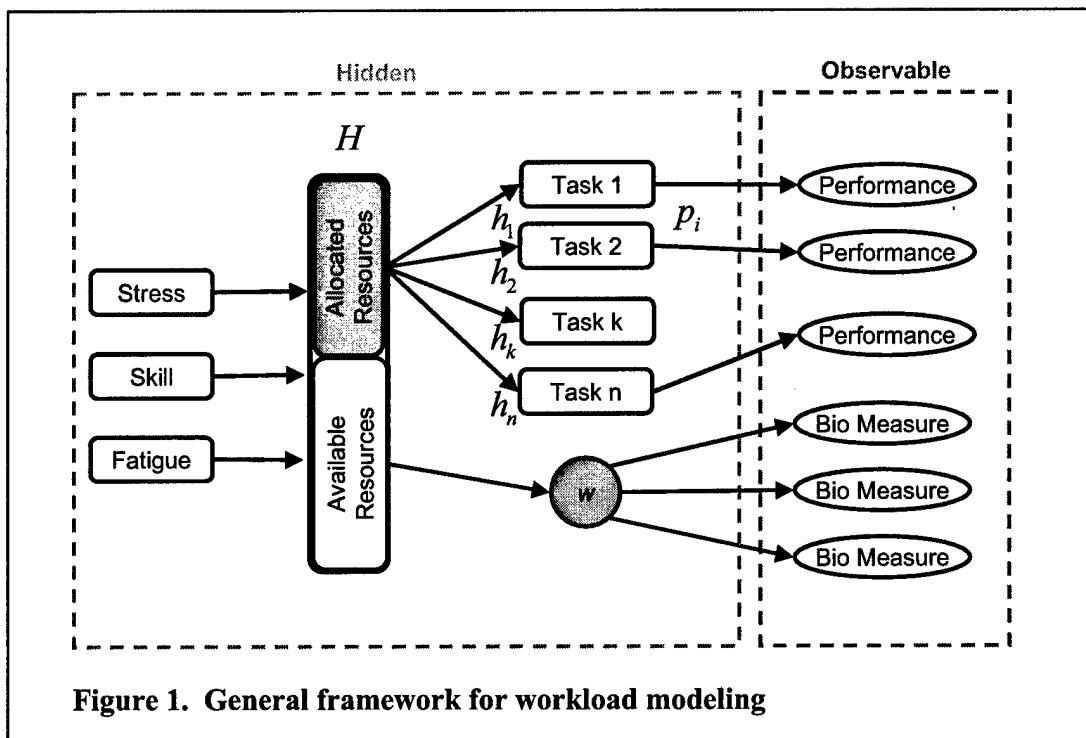 Hidden
Observable
H
Stress
Skill
Fatigue
Allocated
Resources
Available
Resources
h1
h2
hk
hn
Task 1
Task 2
Task k
Task n
pi
w
Performance
Performance
Performance
Bio Measure
Bio Measure
Bio Measure
Figure 1. General framework for workload modeling